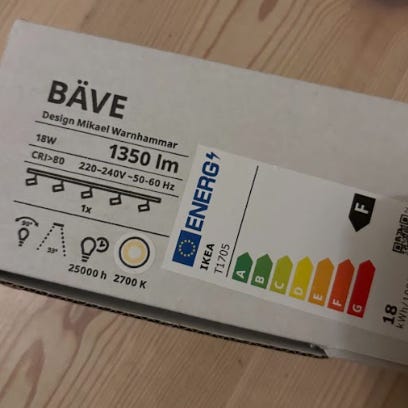 BÄVE
Design Mikael Warnhammar
18W 1350 lm
CRI>80 220–240V ~50-60 Hz
1x
33°
25000 h 2700 K
ENERG
IKEA
T1705
F
A
B
C
D
E
F
G
18